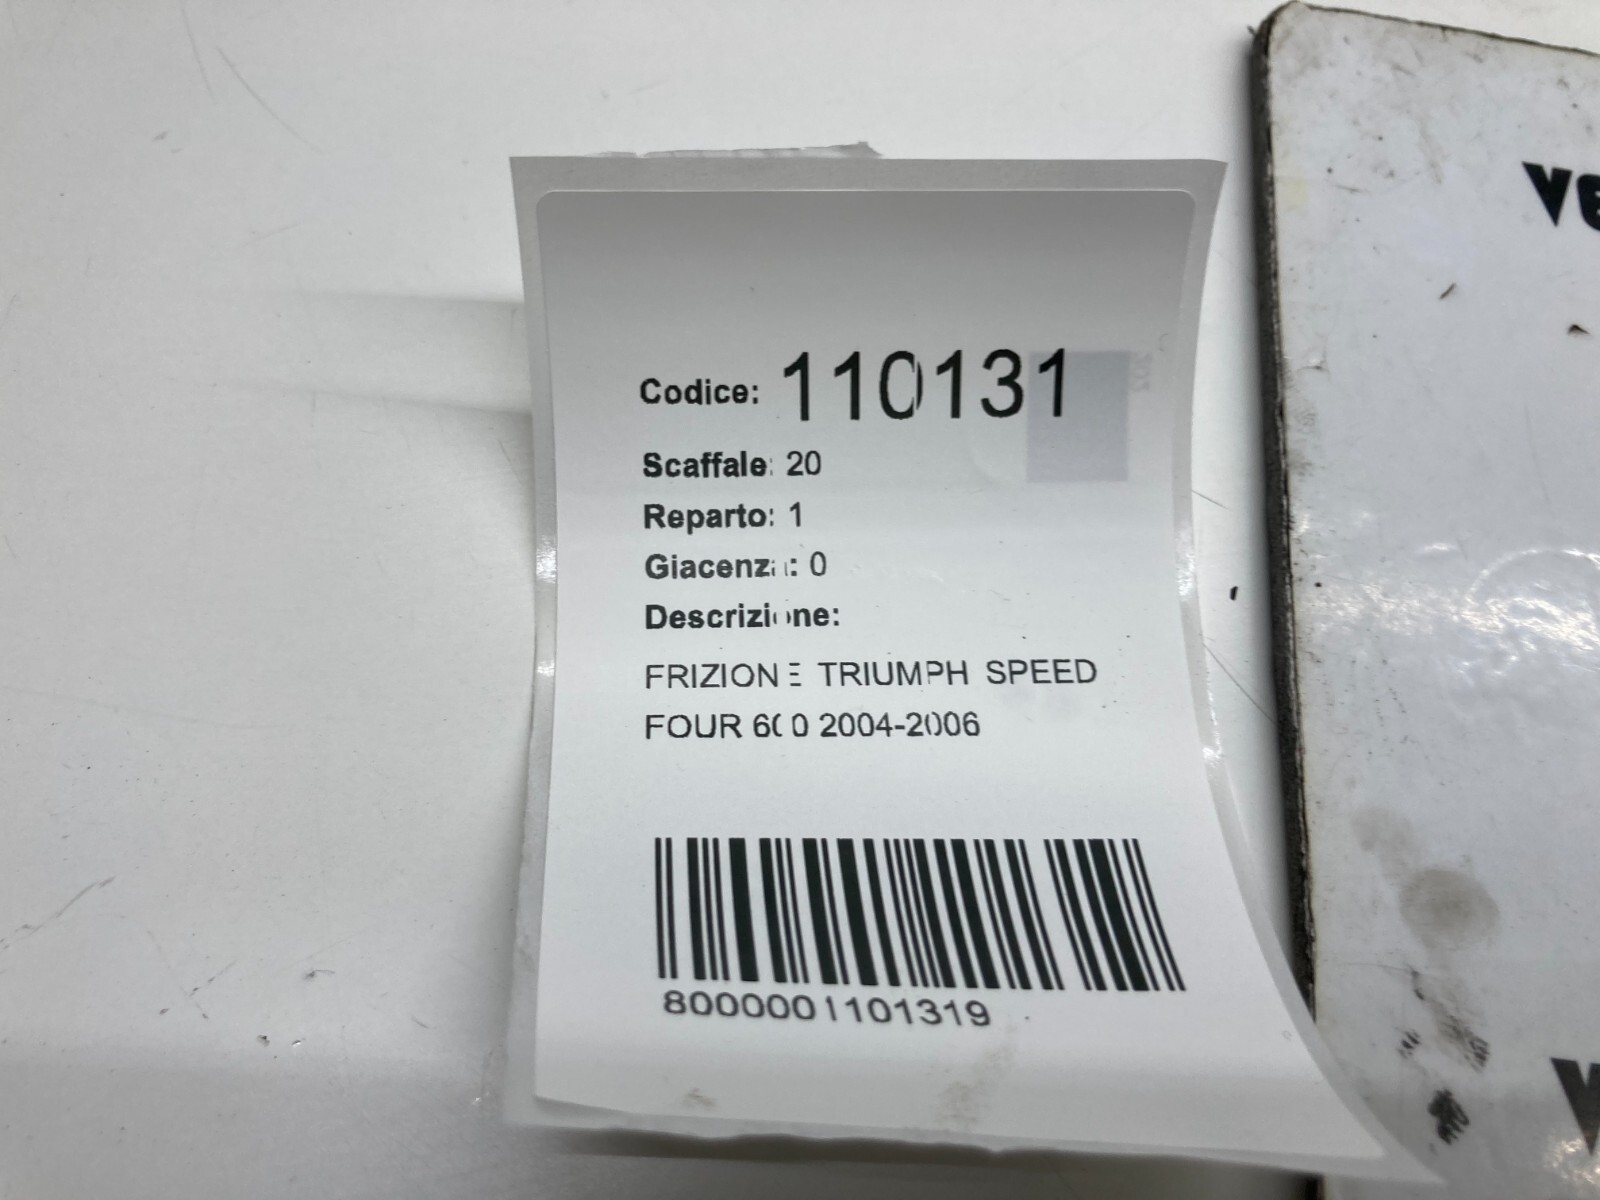 Codice: 110131
Scaffale: 20
Reparto: 1
Giacenza: 0
Descrizione:
FRIZIONE TRIUMPH SPEED
FOUR 600 2004-2006
8000001101319